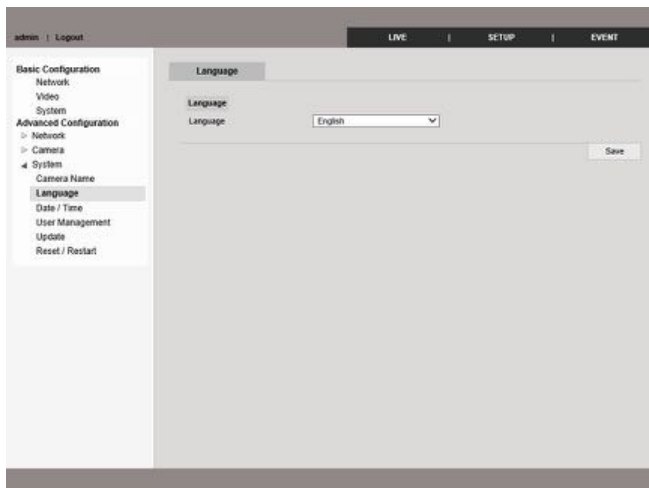 admin | Logout
LIVE | SETUP | EVENT
Basic Configuration
Network
Video
System
Advanced Configuration
Network
Camera
System
Camera Name
Language
Date / Time
User Management
Update
Reset / Restart
Language
Language
Language English
Save